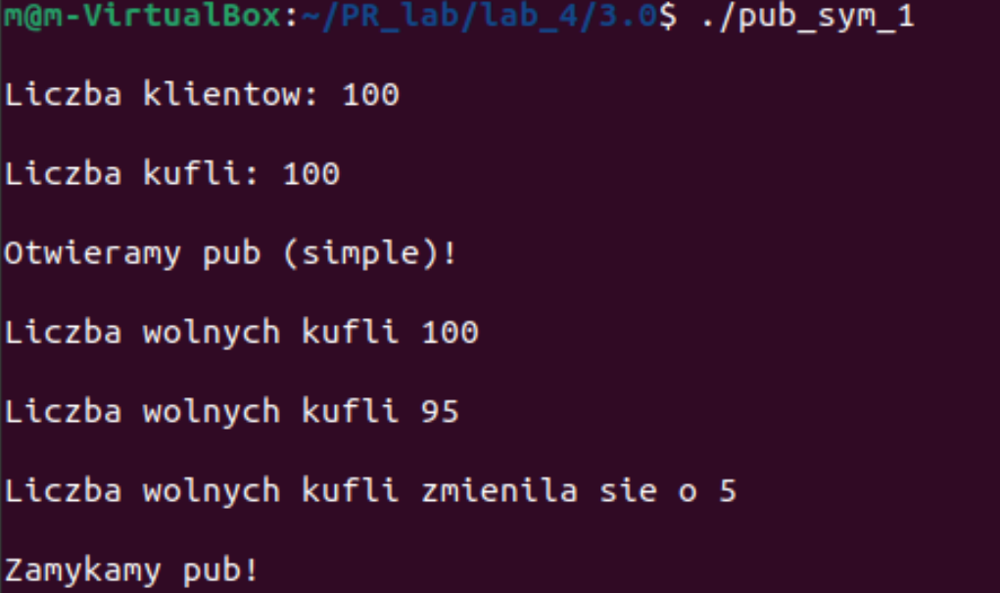 m@m-VirtualBox:~/PR_lab/lab_4/3.0$ ./pub_sym_1
Liczba klientow: 100
Liczba kufli: 100
Otwieramy pub (simple)!
Liczba wolnych kufli 100
Liczba wolnych kufli 95
Liczba wolnych kufli zmienila sie o 5
Zamykamy pub!